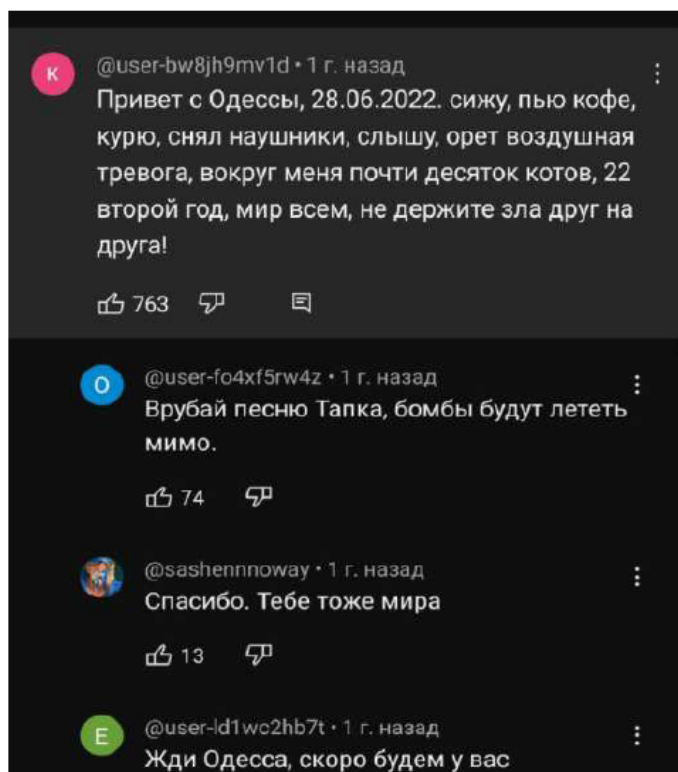 К
@user-bw8jh9mv1d • 1 г. назад
Привет с Одессы, 28.06.2022. сижу, пью кофе,
курю, снял наушники, слышу, орет воздушная
тревога, вокруг меня почти десяток котов, 22
второй год, мир всем, не держите зла друг на
друга!
763
О
@user-fo4xf5rw4z • 1 г. назад
Врубай песню Тапка, бомбы будут лететь
мимо.
74
@sashennnoway • 1 г. назад
Спасибо. Тебе тоже мира
13
Е
@user-ld1wc2hb7t • 1 г. назад
Жди Одесса, скоро будем у вас